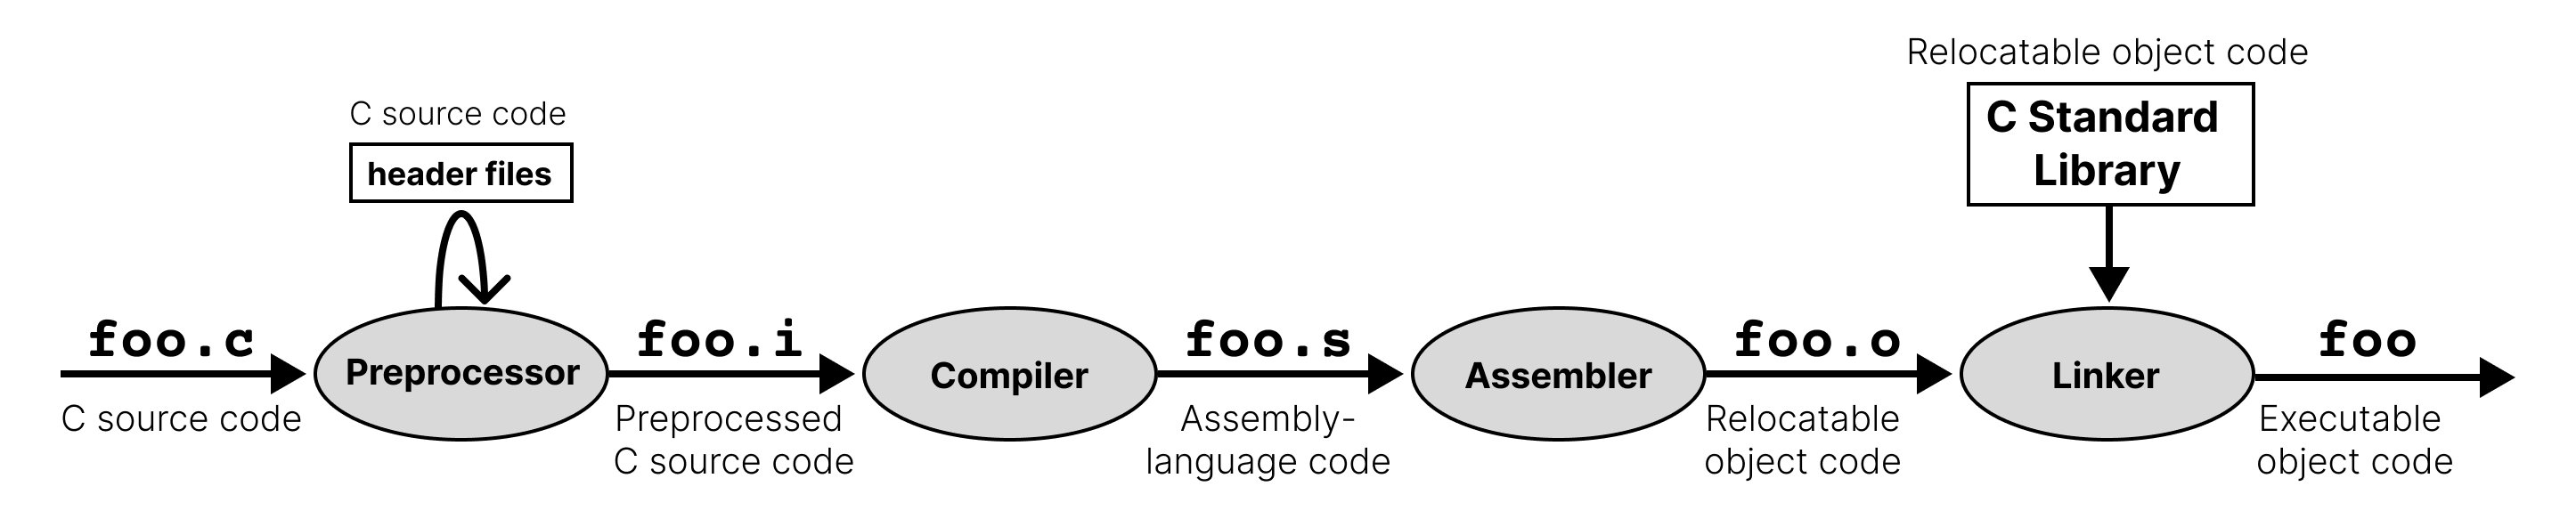 Relocatable object code
C Standard
Library
C source code
header files
foo.c
foo.i
foo.s
foo.o
foo
Preprocessor
Compiler
Assembler
Linker
C source code
Preprocessed
C source code
Assembly-
language code
Relocatable
object code
Executable
object code